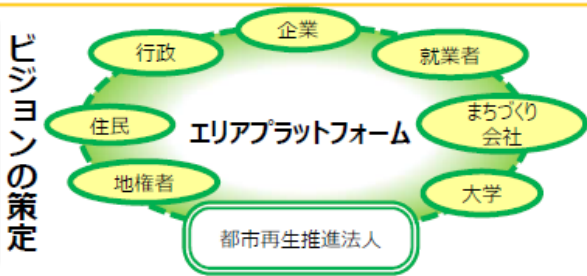 ビジョンの策定
企業
行政
就業者
住民
エリアプラットフォーム
まちづくり
会社
地権者
大学
都市再生推進法人